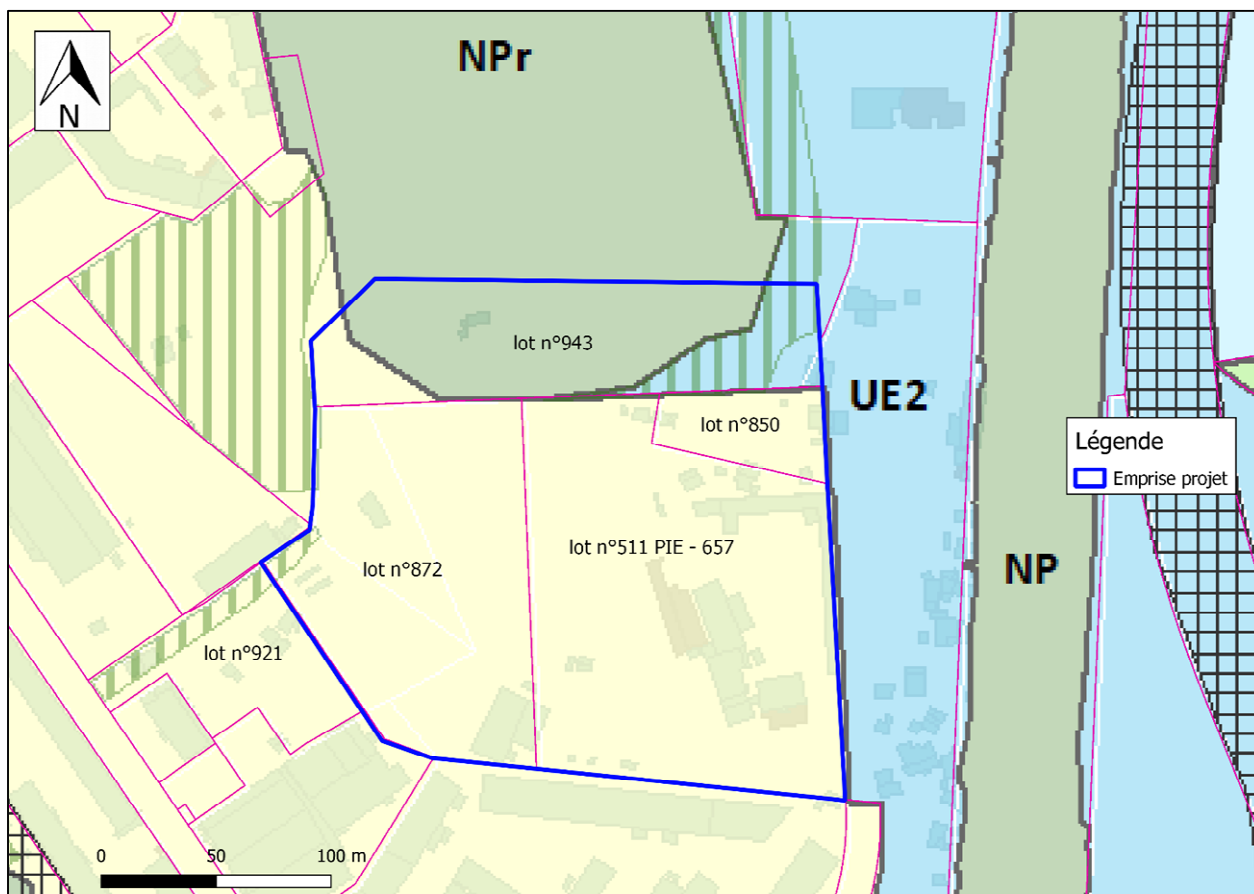 NPr
N
lot n°943
UE2
lot n°850
Légende
Emprise projet
lot n°511 PIE - 657
lot n°872
NP
lot n°921
0 50 100 m